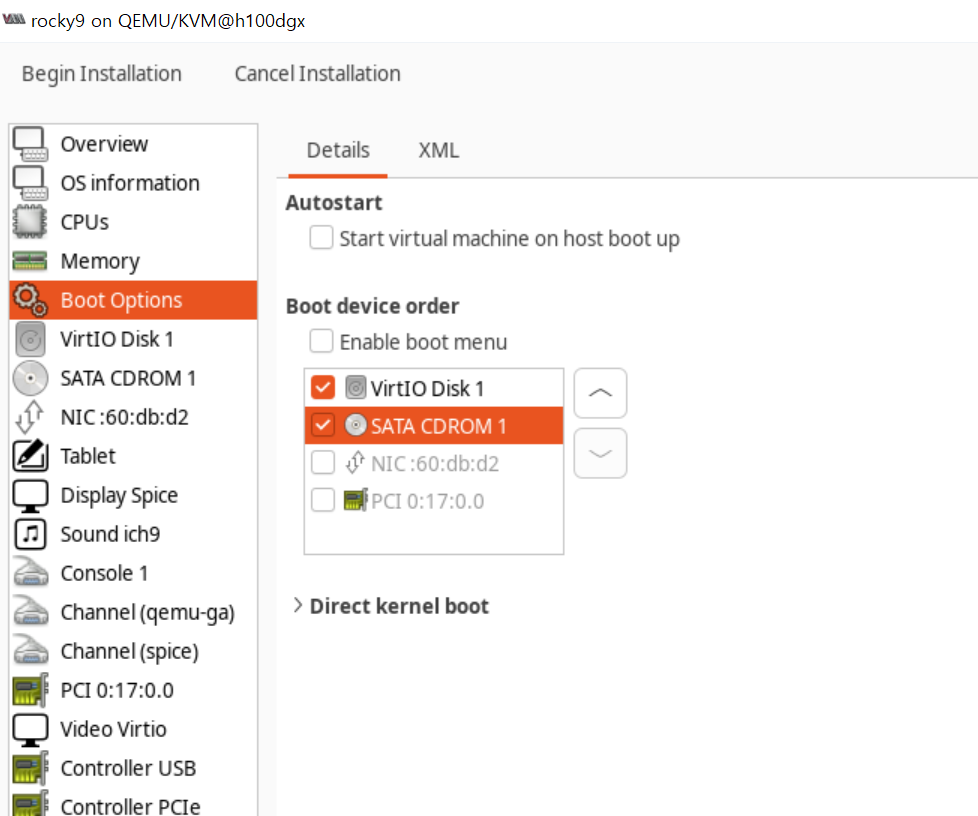 rocky9 on QEMU/KVM@h100dgx
Begin Installation Cancel Installation
Overview
OS information
CPUs
Memory
Boot Options
VirtIO Disk 1
SATA CDROM 1
NIC :60:db:d2
Tablet
Display Spice
Sound ich9
Console 1
Channel (qemu-ga)
Channel (spice)
PCI 0:17:0.0
Video Virtio
Controller USB
Controller PCIe
Details XML
Autostart
Start virtual machine on host boot up
Boot device order
Enable boot menu
VirtIO Disk 1
SATA CDROM 1
NIC :60:db:d2
PCI 0:17:0.0
Direct kernel boot